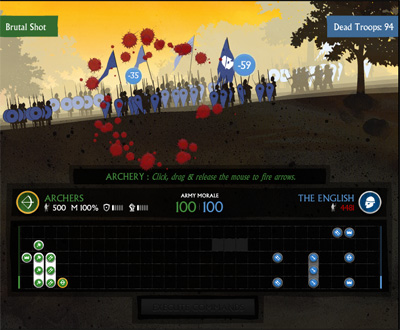 Brutal Shot
Dead Troops: 94
-35
-59
ARCHERY : Click, drag & release the mouse to fire arrows.
ARCHERS
500 M 100%
ARMY MORALE
100 100
THE ENGLISH